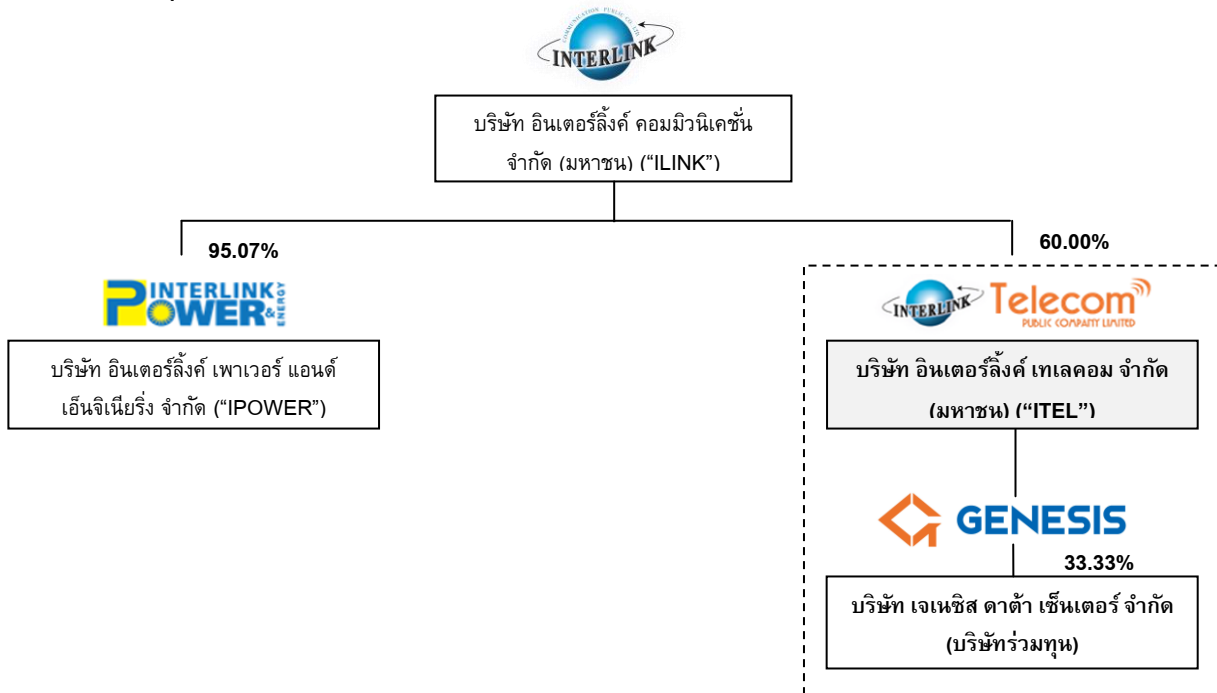 COMMUNICATION PUBLIC CO.,LTD.
INTERLINK
บริษัท อินเตอร์ลิ้งค์ คอมมิวนิเคชั่น
จำกัด (มหาชน) (“ILINK”)
95.07%
60.00%
INTERLINK
POWER & ENERGY
INTERLINK Telecom
PUBLIC COMPANY LIMITED
บริษัท อินเตอร์ลิ้งค์ เพาเวอร์ แอนด์
เอ็นจิเนียริ่ง จำกัด (“IPOWER”)
บริษัท อินเตอร์ลิ้งค์ เทเลคอม จำกัด
(มหาชน) (“ITEL”)
GENESIS
33.33%
บริษัท เจเนซิส ดาต้า เซ็นเตอร์ จำกัด
(บริษัทร่วมทุน)